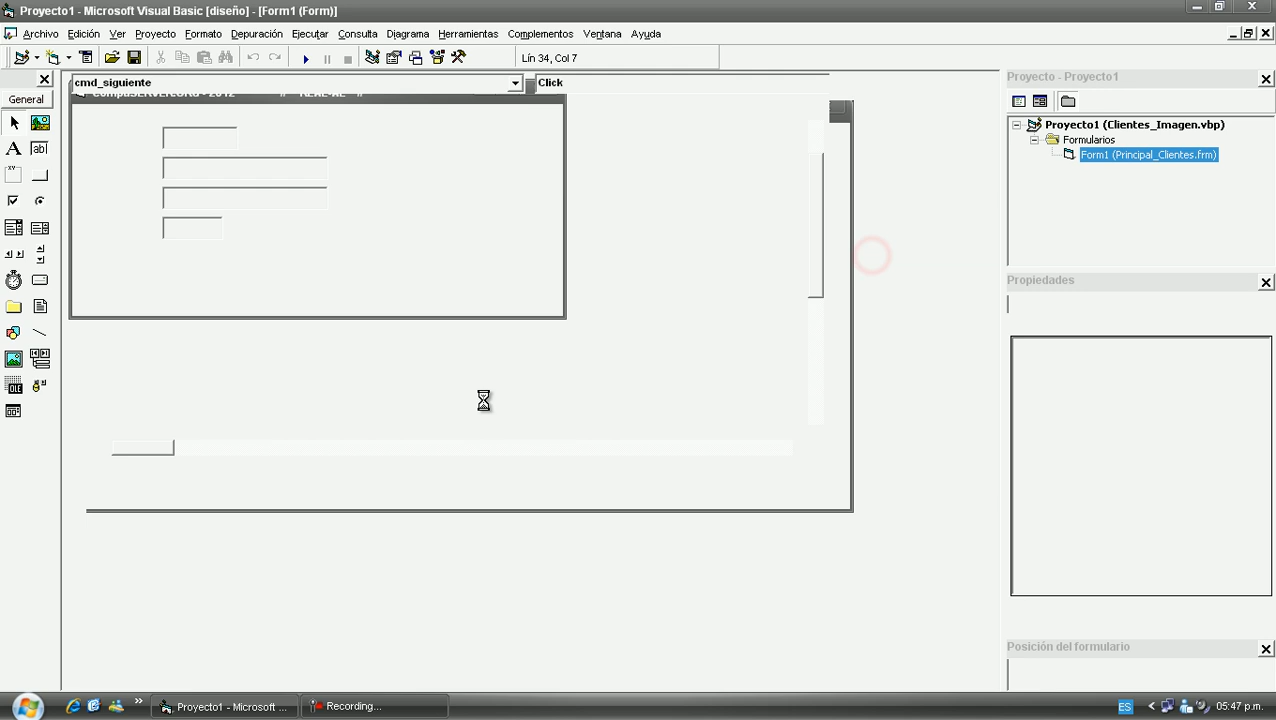 Proyecto1 - Microsoft Visual Basic [diseño] - [Form1 (Form)]
Archivo Edición Ver Proyecto Formato Depuración Ejecutar Consulta Diagrama Herramientas Complementos Ventana Ayuda
Lín 34, Col 7
General
cmd_siguiente
Click
Proyecto - Proyecto1
Proyecto1 (Clientes_Imagen.vbp)
Formularios
Form1 (Principal_Clientes.frm)
Propiedades
Posición del formulario
Proyecto1 - Microsoft ...
Recording...
ES
05:47 p.m.